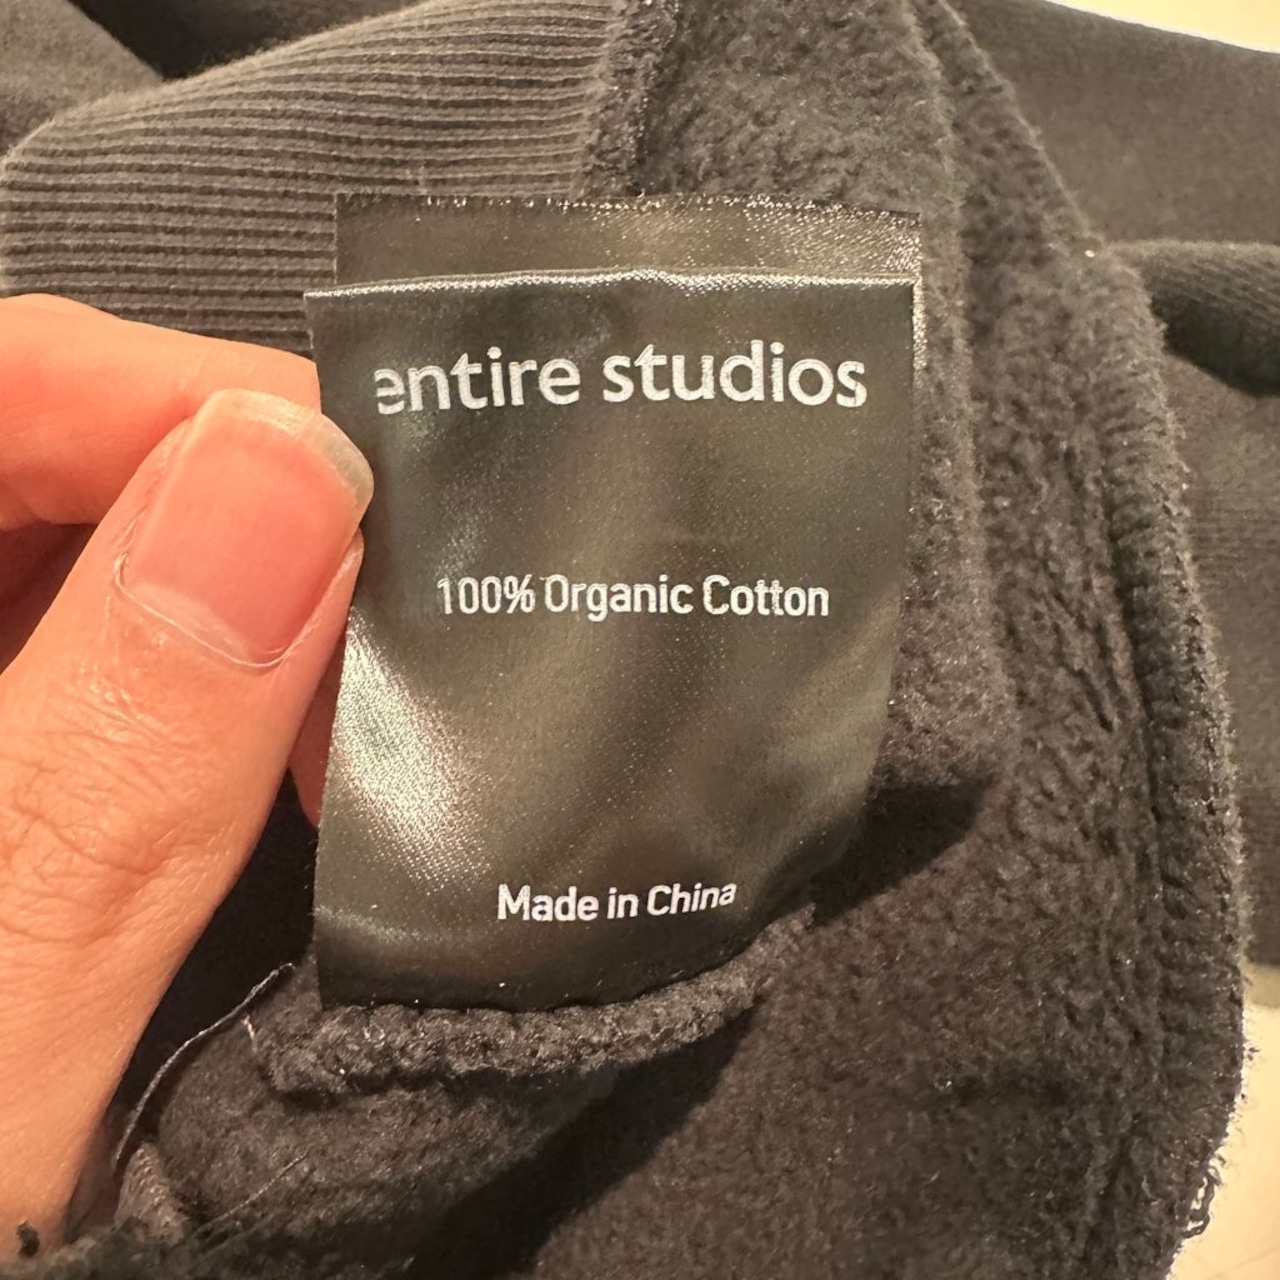 entire studios
100% Organic Cotton
Made in China